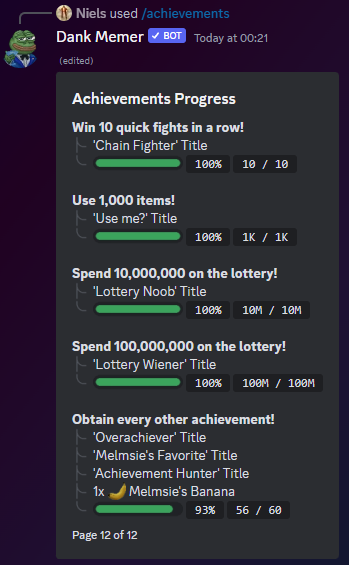 Niels used /achievements
Dank Memer ✓ BOT Today at 00:21
(edited)
Achievements Progress
Win 10 quick fights in a row!
'Chain Fighter' Title
100% 10 / 10
Use 1,000 items!
'Use me?' Title
100% 1K / 1K
Spend 10,000,000 on the lottery!
'Lottery Noob' Title
100% 10M / 10M
Spend 100,000,000 on the lottery!
'Lottery Wiener' Title
100% 100M / 100M
Obtain every other achievement!
'Overachiever' Title
'Melmsie's Favorite' Title
'Achievement Hunter' Title
1x 🍌 Melmsie's Banana
93% 56 / 60
Page 12 of 12